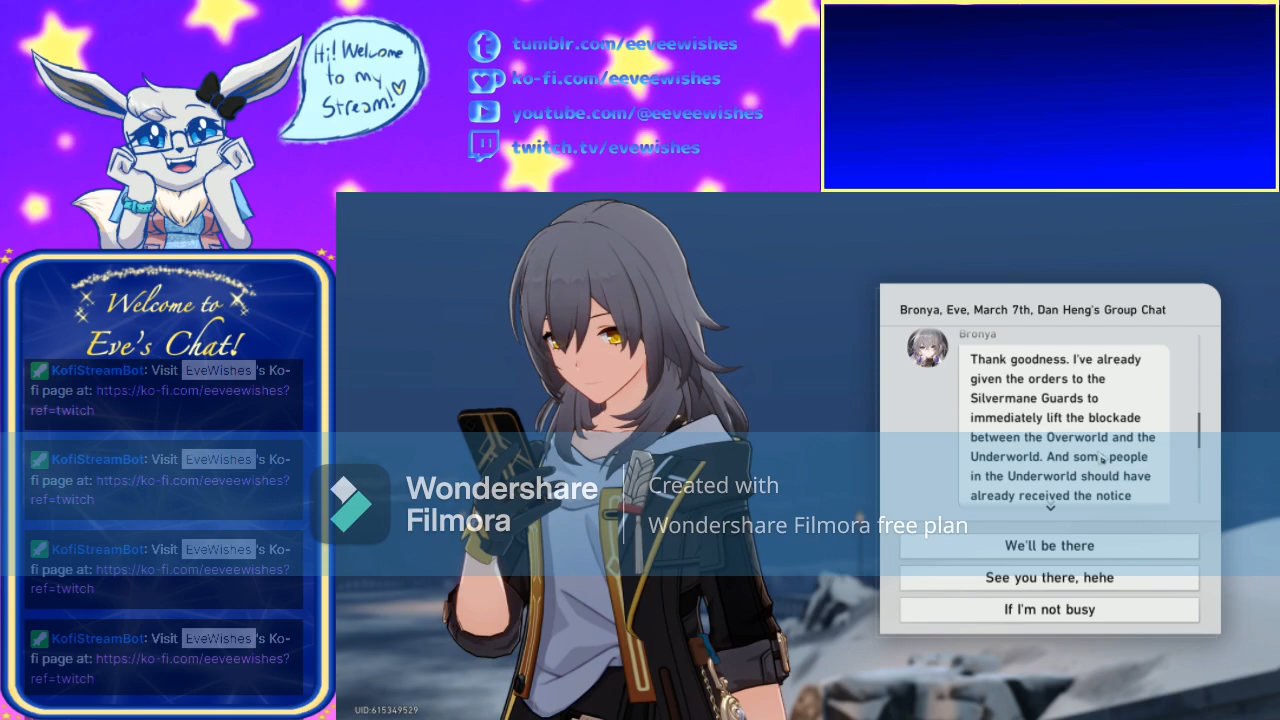 Hi! Welcome
to my
Stream!
tumblr.com/eeveewishes
ko-fi.com/eeveewishes
youtube.com/@eeveewishes
twitch.tv/evewishes
Welcome to
Eve's Chat!
KofiStreamBot: Visit EveWishes 's Ko-
fi page at: https://ko-fi.com/eeveewishes?
ref=twitch
KofiStreamBot: Visit EveWishes 's Ko-
fi page at: https://ko-fi.com/eeveewishes?
ref=twitch
KofiStreamBot: Visit EveWishes 's Ko-
fi page at: https://ko-fi.com/eeveewishes?
ref=twitch
KofiStreamBot: Visit EveWishes 's Ko-
fi page at: https://ko-fi.com/eeveewishes?
ref=twitch
Bronya, Eve, March 7th, Dan Heng's Group Chat
Bronya
Thank goodness. I've already
given the orders to the
Silvermane Guards to
immediately lift the blockade
between the Overworld and the
Underworld. And some people
in the Underworld should have
already received the notice
We'll be there
See you there, hehe
If I'm not busy
Wondershare
Filmora
Created with
Wondershare Filmora free plan
UID:615349529